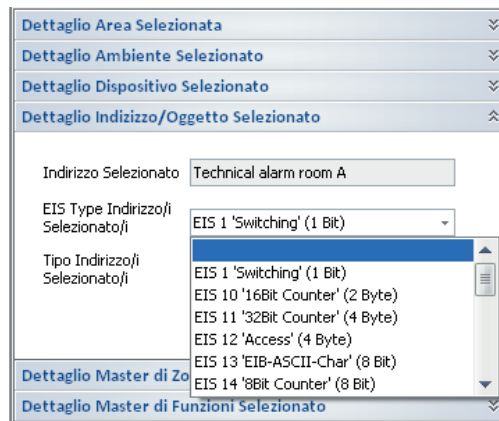 Dettaglio Area Selezionata
Dettaglio Ambiente Selezionato
Dettaglio Dispositivo Selezionato
Dettaglio Indizizzo/Oggetto Selezionato
Indirizzo Selezionato Technical alarm room A
EIS Type Indirizzo/i
Selezionato/i
EIS 1 'Switching' (1 Bit)
Tipo Indirizzo/i
Selezionato/i
EIS 1 'Switching' (1 Bit)
EIS 10 '16Bit Counter' (2 Byte)
EIS 11 '32Bit Counter' (4 Byte)
EIS 12 'Access' (4 Byte)
EIS 13 'EIB-ASCII-Char' (8 Bit)
EIS 14 '8Bit Counter' (8 Bit)
Dettaglio Master di Zo
Dettaglio Master di Funzioni Selezionato